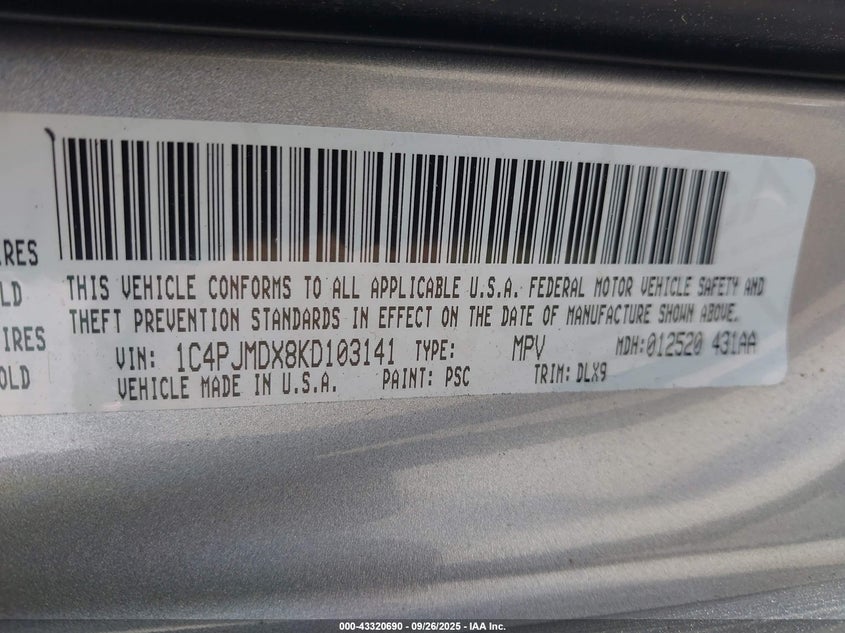 IRES
OLD
IRES
OLD
THIS VEHICLE CONFORMS TO ALL APPLICABLE U.S.A. FEDERAL MOTOR VEHICLE SAFETY AND
THEFT PREVENTION STANDARDS IN EFFECT ON THE DATE OF MANUFACTURE SHOWN ABOVE.
VIN: 1C4PJMDX8KD103141 TYPE: MPV MDH:012520 431AA
VEHICLE MADE IN U.S.A. PAINT: PSC TRIM: DLX9
000-43320690 - 09/26/2025 - IAA Inc.